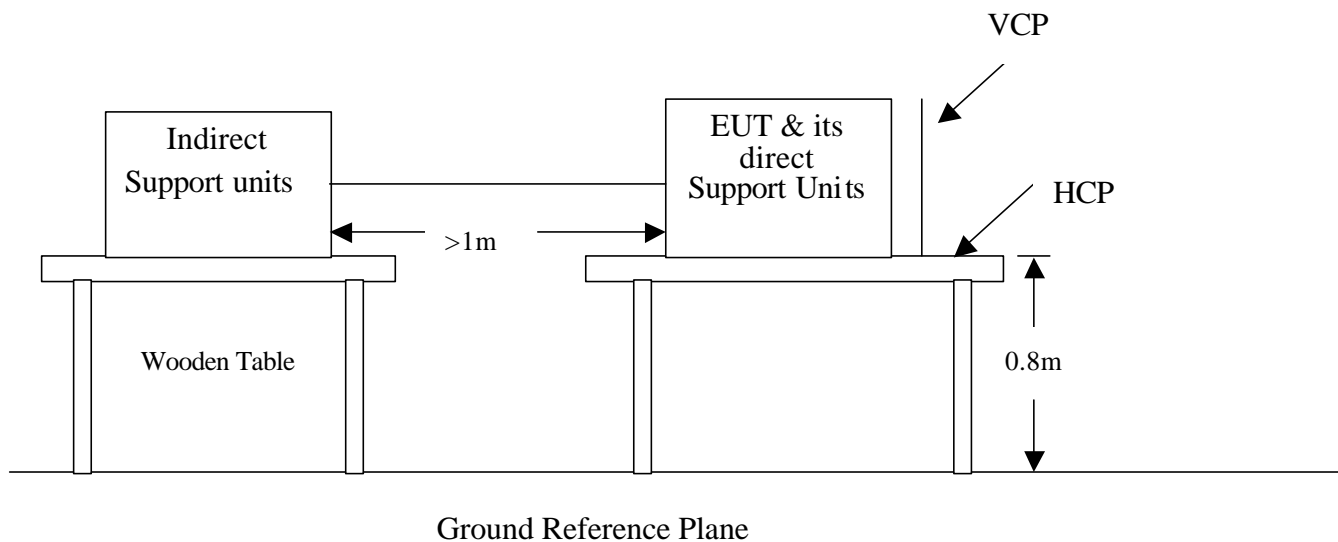 VCP
Indirect
Support units
EUT & its
direct
Support Units
HCP
>1m
Wooden Table
0.8m
Ground Reference Plane